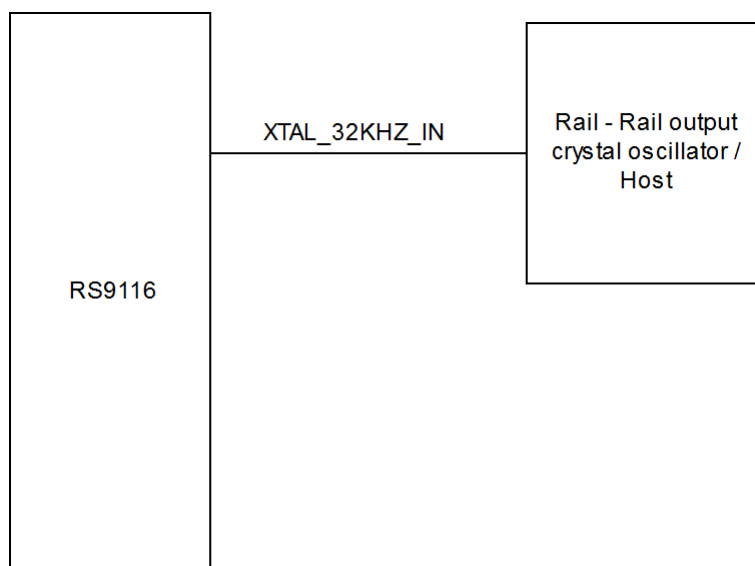 XTAL_32KHZ_IN
Rail - Rail output
crystal oscillator /
Host
RS9116